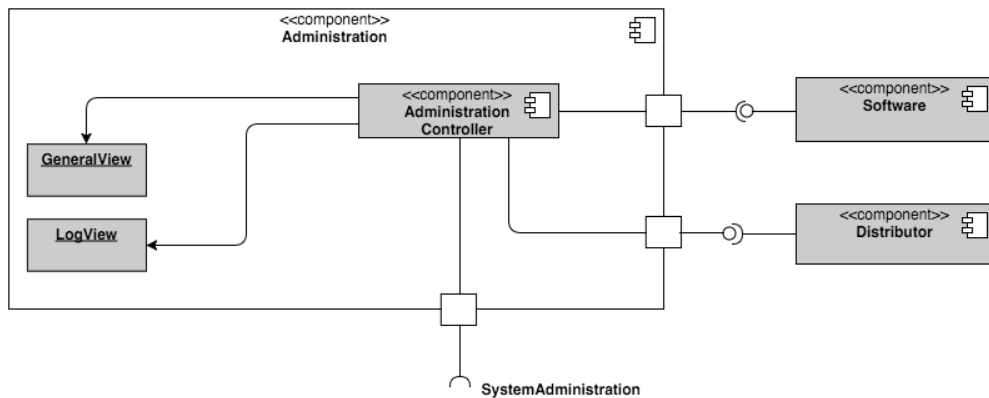 <<component>>
Administration
<<component>>
Administration
Controller
<<component>>
Software
GeneralView
LogView
<<component>>
Distributor
SystemAdministration